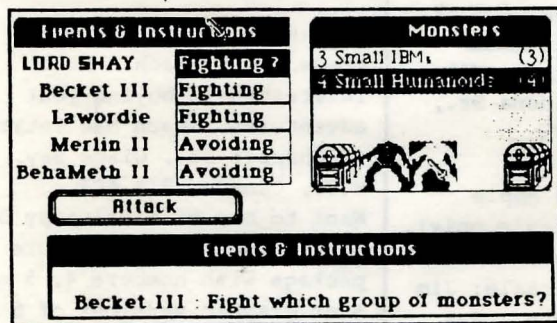 Events & Instructions
LORD SHAY Fighting ?
Becket III Fighting
Lawordie Fighting
Merlin II Avoiding
BehaMeth II Avoiding
Attack
Monsters
3 Small IBMs (3)
4 Small Humanoids (4)
Events & Instructions
Becket III : Fight which group of monsters?